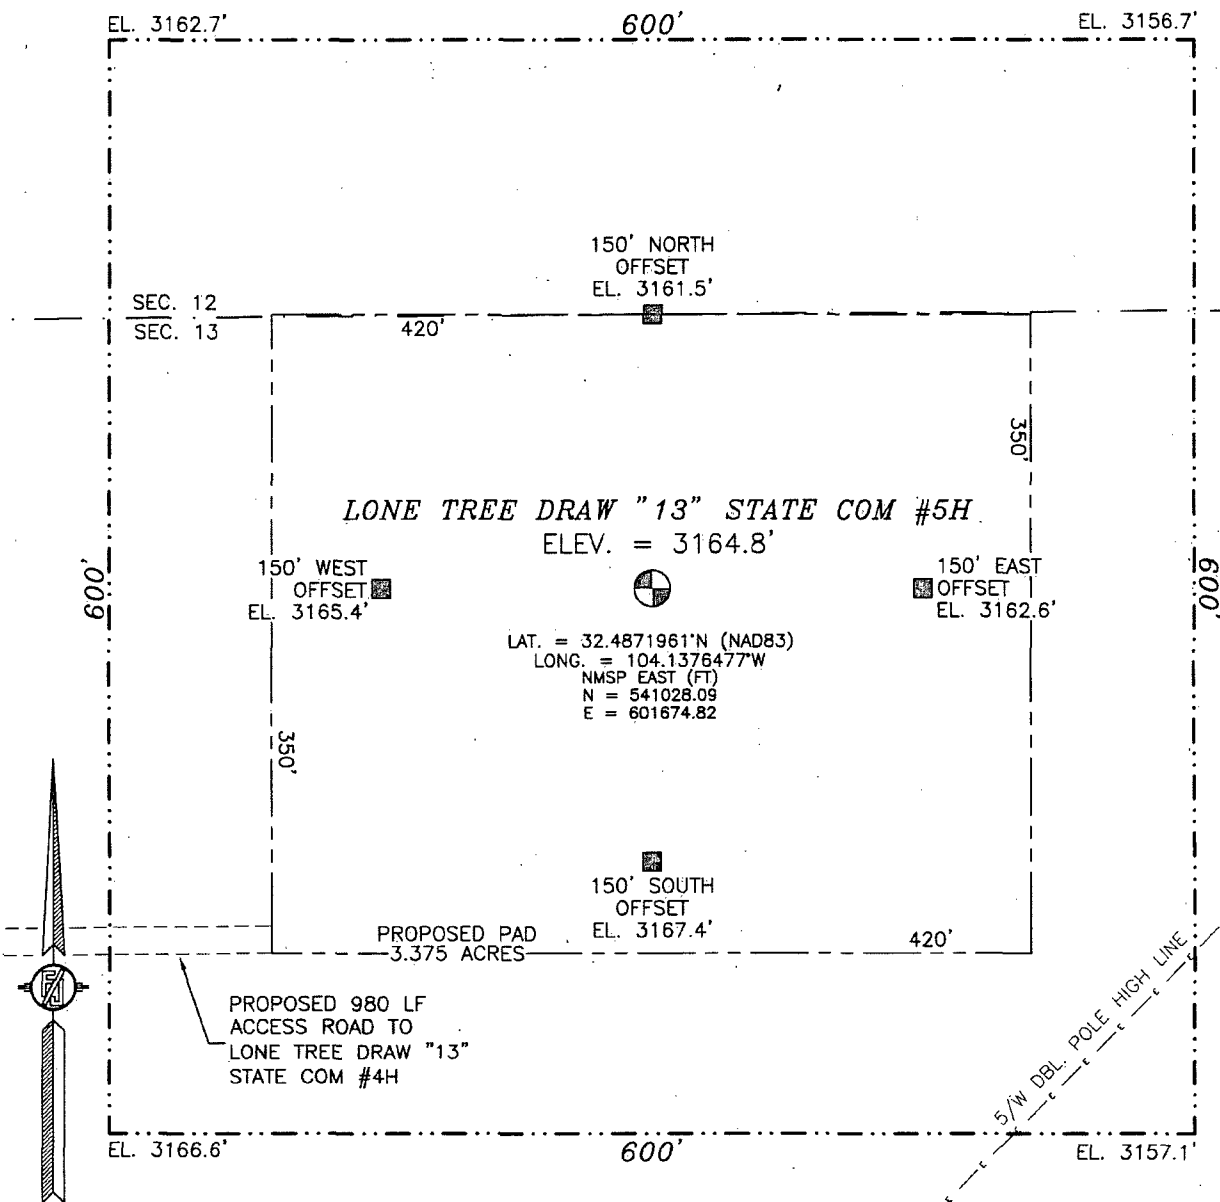 EL. 3162.7'
600'
EL. 3156.7'
150' NORTH
OFFSET
EL. 3161.5'
SEC. 12
SEC. 13
420'
350'
LONE TREE DRAW "13" STATE COM #5H
ELEV. = 3164.8'
150' WEST
OFFSET
EL. 3165.4'
150' EAST
OFFSET
EL. 3162.6'
600'
600'
LAT. = 32.4871961°N (NAD83)
LONG. = 104.1376477°W
NMSP EAST (FT)
N = 541028.09
E = 601674.82
350'
150' SOUTH
OFFSET
EL. 3167.4'
PROPOSED PAD
3.375 ACRES
420'
PROPOSED 980 LF
ACCESS ROAD TO
LONE TREE DRAW "13"
STATE COM #4H
5/W DBL. POLE HIGH LINE
EL. 3166.6'
600'
EL. 3157.1'